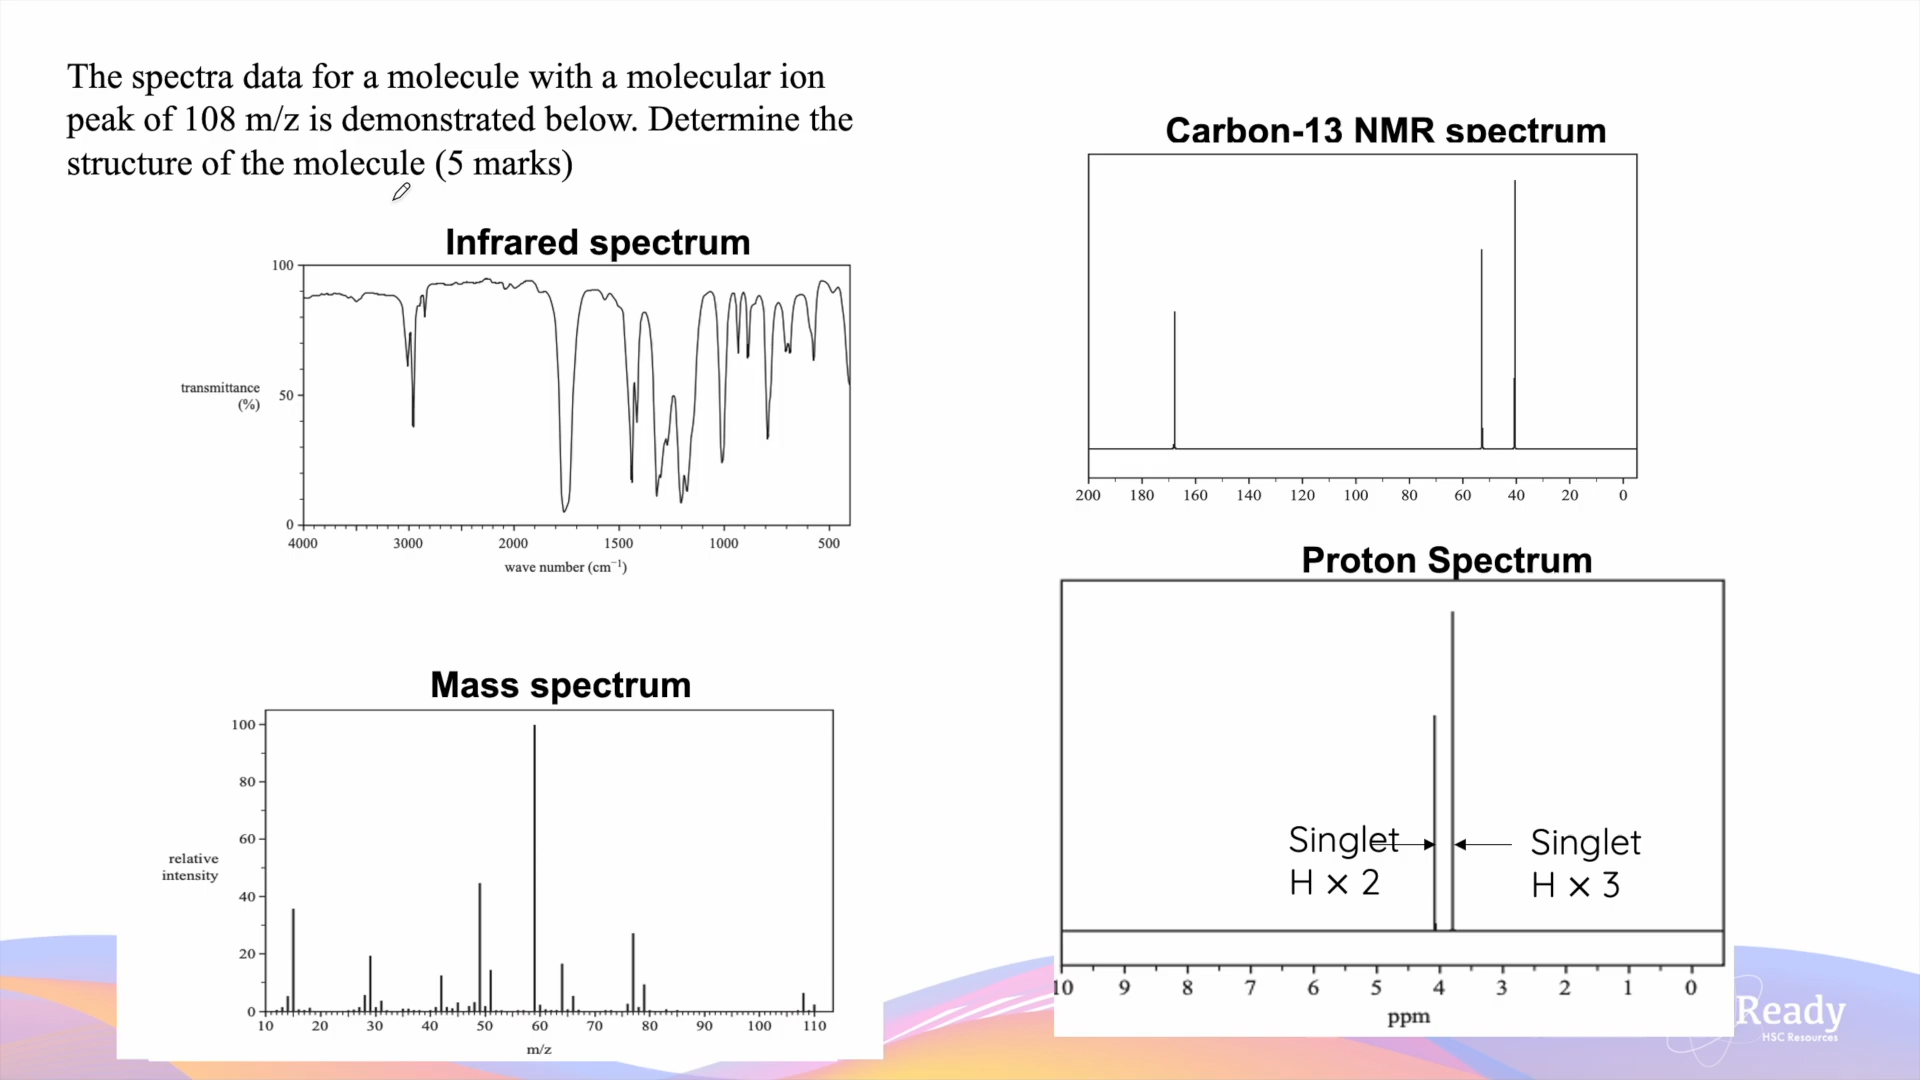 The spectra data for a molecule with a molecular ion
peak of 108 m/z is demonstrated below. Determine the
structure of the molecule (5 marks)
Infrared spectrum
100
50
0
transmittance
(%)
4000 3000 2000 1500 1000 500
wave number (cm⁻¹)
Mass spectrum
100
80
60
40
20
0
relative
intensity
10 20 30 40 50 60 70 80 90 100 110
m/z
Carbon-13 NMR spectrum
200 180 160 140 120 100 80 60 40 20 0
Proton Spectrum
Singlet
H × 2
Singlet
H × 3
10 9 8 7 6 5 4 3 2 1 0
ppm
Ready
HSC Resources